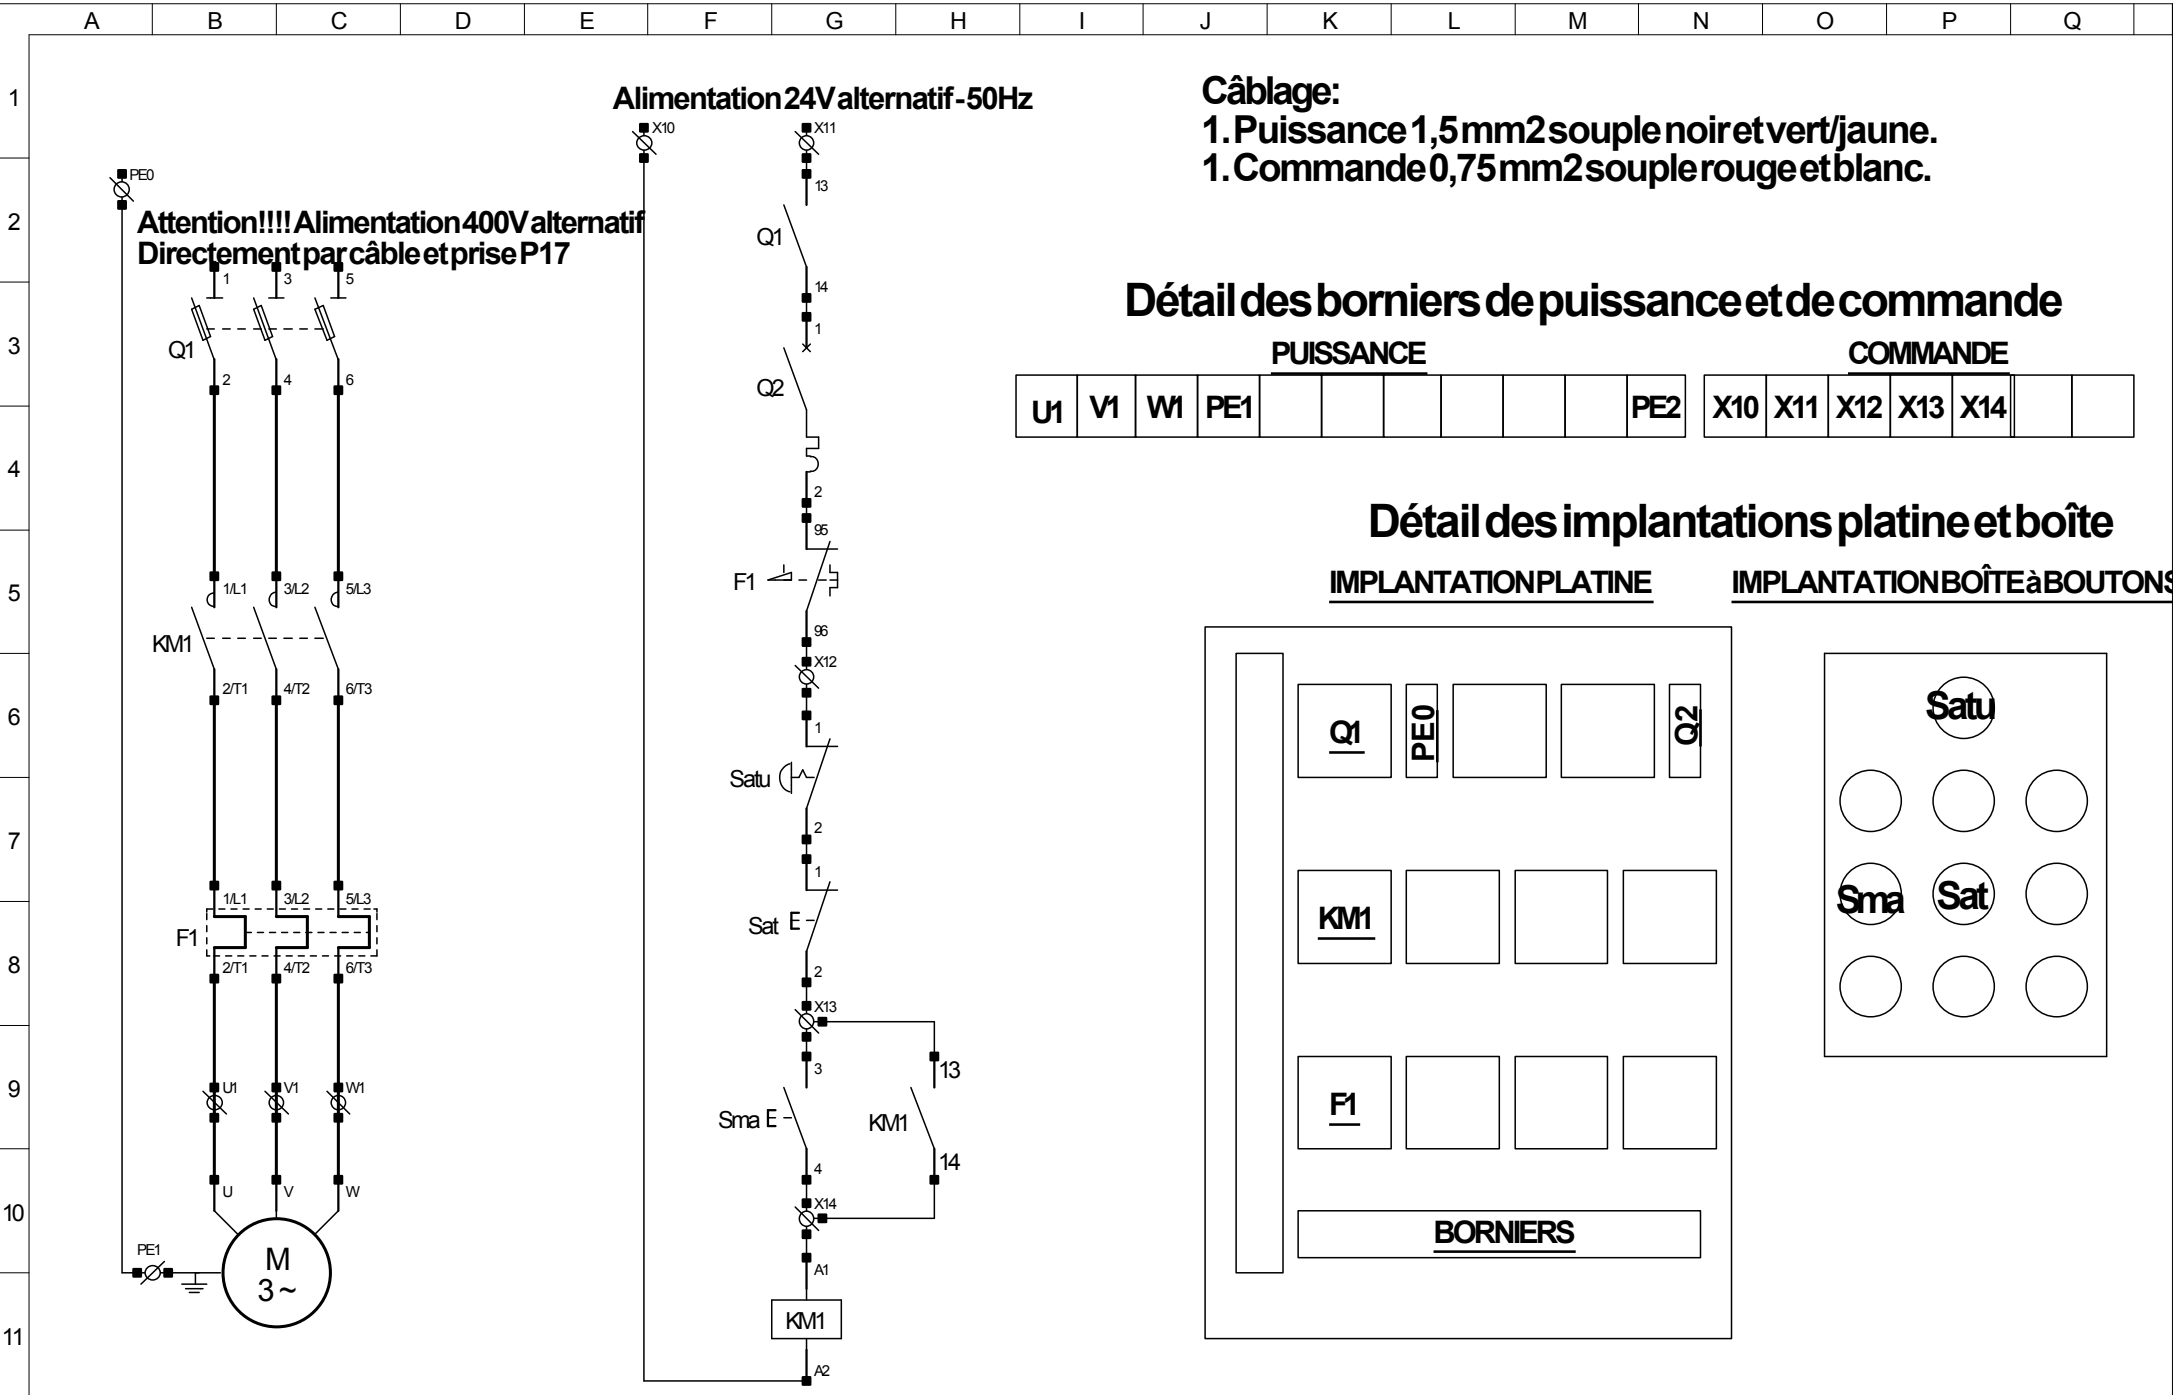 A B C D E F G H I J K L M N O P Q
1
2
3
4
5
6
7
8
9
10
11
Alimentation 24V alternatif - 50Hz
X10
X11
PE0
Attention!!!! Alimentation 400V alternatif
Directement par câble et prise P17
1 3 5
Q1
2 4 6
1/L1 3/L2 5/L3
KM1
2/T1 4/T2 6/T3
1/L1 3/L2 5/L3
F1
2/T1 4/T2 6/T3
U1 V1 W1
U V W
PE1
M
3 ~
13
Q1
14
1
Q2
2
95
F1
96
X12
1
Satu
2
1
Sat
2
X13
3
13
Sma
KM1
4
14
X14
A1
KM1
A2
Câblage:
1. Puissance 1,5 mm2 souple noir et vert/jaune.
1. Commande 0,75 mm2 souple rouge et blanc.
Détail des borniers de puissance et de commande
PUISSANCE
U1 V1 W1 PE1 PE2
COMMANDE
X10 X11 X12 X13 X14
Détail des implantations platine et boîte
IMPLANTATION PLATINE
Q1 PE0 Q2
KM1
F1
BORNIERS
IMPLANTATION BOÎTE à BOUTONS
Satu
Sma Sat